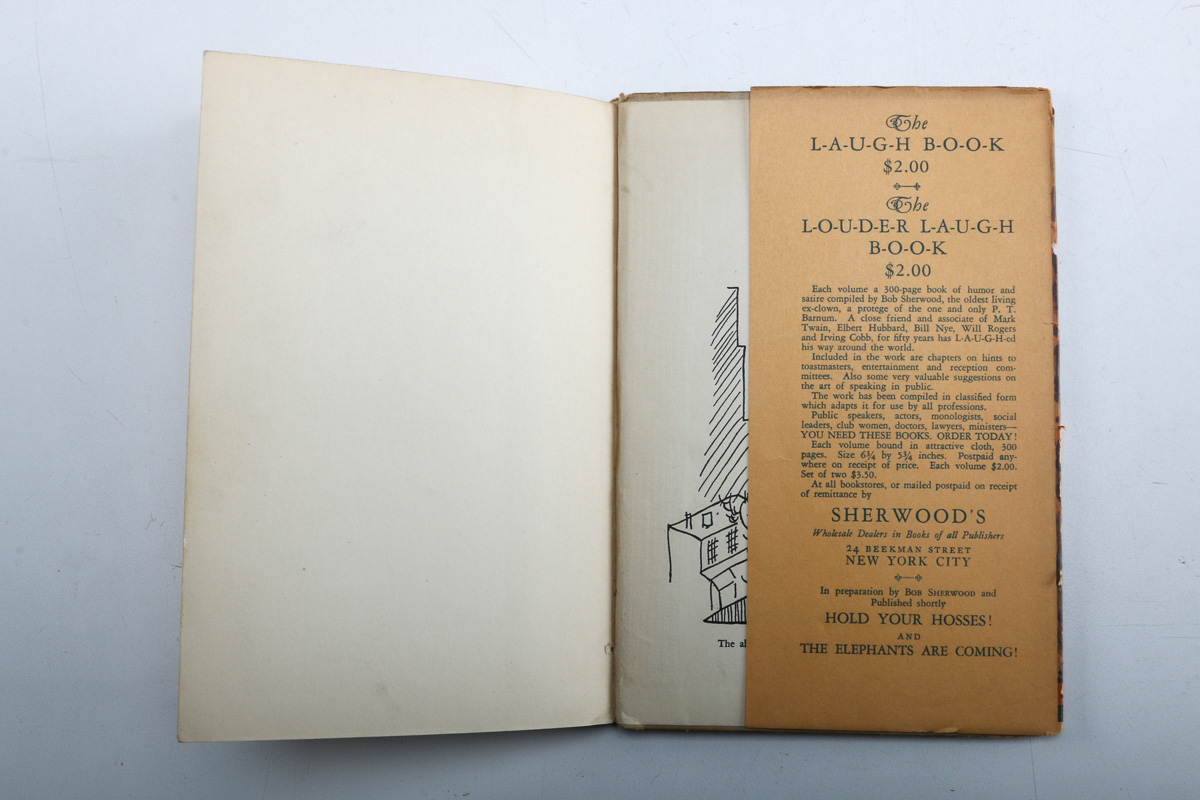 The
L-A-U-G-H B-O-O-K
$2.00
The
L-O-U-D-E-R L-A-U-G-H
B-O-O-K
$2.00
Each volume a 300-page book of humor and
satire compiled by Bob Sherwood, the oldest living
ex-clown, a protege of the one and only P. T.
Barnum. A close friend and associate of Mark
Twain, Elbert Hubbard, Bill Nye, Will Rogers
and Irving Cobb, for fifty years has L-A-U-G-H-ed
his way around the world.
Included in the work are chapters on hints to
toastmasters, entertainment and reception com-
mittees. Also some very valuable suggestions on
the art of speaking in public.
The work has been compiled in classified form
which adapts it for use by all professions.
Public speakers, actors, monologists, social
leaders, club women, doctors, lawyers, ministers—
YOU NEED THESE BOOKS. ORDER TODAY!
Each volume bound in attractive cloth, 300
pages. Size 6¾ by 5¾ inches. Postpaid any-
where on receipt of price. Each volume $2.00.
Set of two $3.50.
At all bookstores, or mailed postpaid on receipt
of remittance by
SHERWOOD'S
Wholesale Dealers in Books of all Publishers
24 BEEKMAN STREET
NEW YORK CITY
In preparation by BOB SHERWOOD and
Published shortly
HOLD YOUR HOSSES!
AND
THE ELEPHANTS ARE COMING!
The